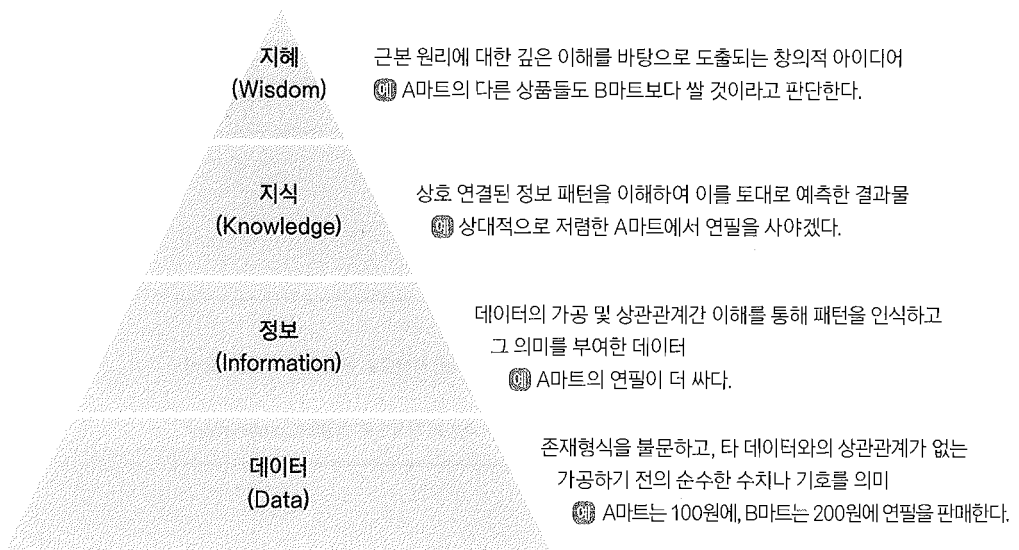 지혜
(Wisdom)
근본 원리에 대한 깊은 이해를 바탕으로 도출되는 창의적 아이디어
예 A마트의 다른 상품들도 B마트보다 쌀 것이라고 판단한다.
지식
(Knowledge)
상호 연결된 정보 패턴을 이해하여 이를 토대로 예측한 결과물
예 상대적으로 저렴한 A마트에서 연필을 사야겠다.
정보
(Information)
데이터의 가공 및 상관관계간 이해를 통해 패턴을 인식하고
그 의미를 부여한 데이터
예 A마트의 연필이 더 싸다.
데이터
(Data)
존재형식을 불문하고, 타 데이터와의 상관관계가 없는
가공하기 전의 순수한 수치나 기호를 의미
예 A마트는 100원에, B마트는 200원에 연필을 판매한다.